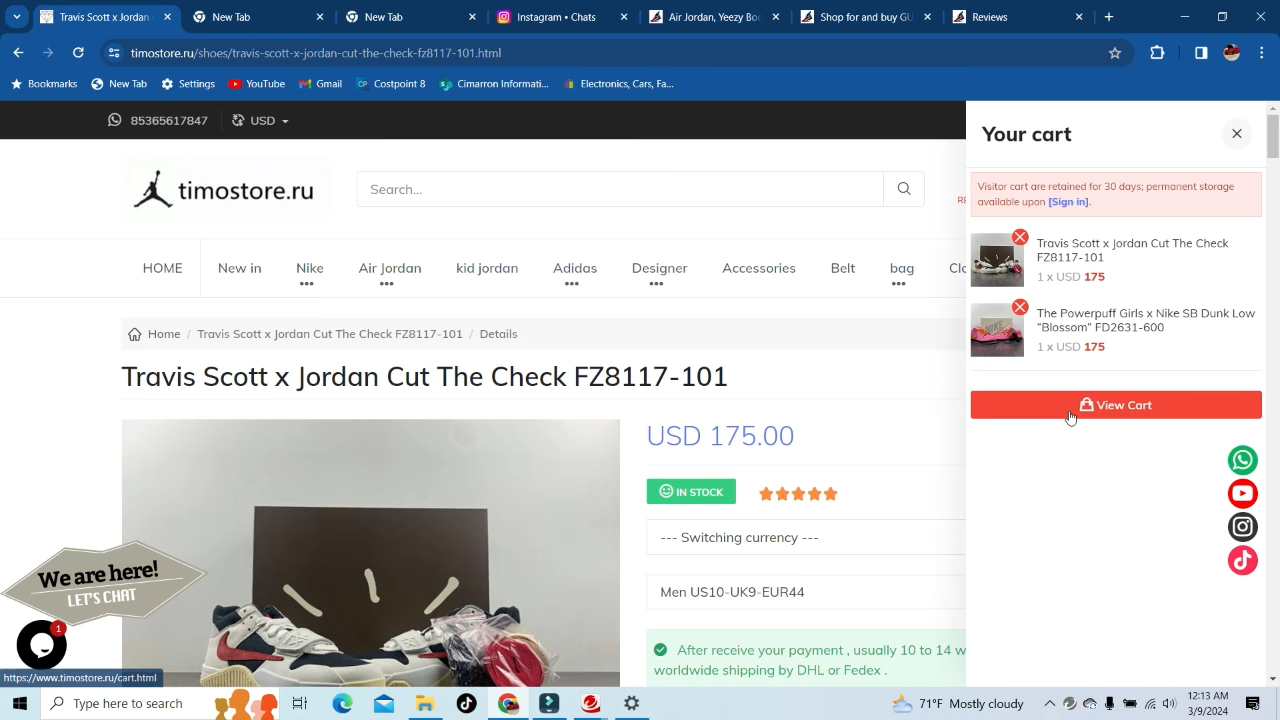 New Tab
New Tab
Instagram • Chats
Air Jordan, Yeezy Boo
Shop for and buy GU
Reviews
timostore.ru/shoes/travis-scott-x-jordan-cut-the-check-fz8117-101.html
Bookmarks
New Tab
Settings
YouTube
Gmail
CP Costpoint 8
Cimarron Informati...
Electronics, Cars, Fa...
85365617847
USD
timostore.ru
Search...
RE
HOME
New in
Nike
Air Jordan
kid jordan
Adidas
Designer
Accessories
Belt
bag
Clo
Home / Travis Scott x Jordan Cut The Check FZ8117-101 / Details
Travis Scott x Jordan Cut The Check FZ8117-101
USD 175.00
IN STOCK
--- Switching currency ---
Men US10-UK9-EUR44
After receive your payment , usually 10 to 14 w
worldwide shipping by DHL or Fedex .
Your cart
Visitor cart are retained for 30 days; permanent storage
available upon [Sign in].
Travis Scott x Jordan Cut The Check
FZ8117-101
1 x USD 175
The Powerpuff Girls x Nike SB Dunk Low
“Blossom” FD2631-600
1 x USD 175
NIKE
View Cart
We are here!
LET'S CHAT
1
https://www.timostore.ru/cart.html
Type here to search
71°F Mostly cloudy
12:13 AM
3/9/2024